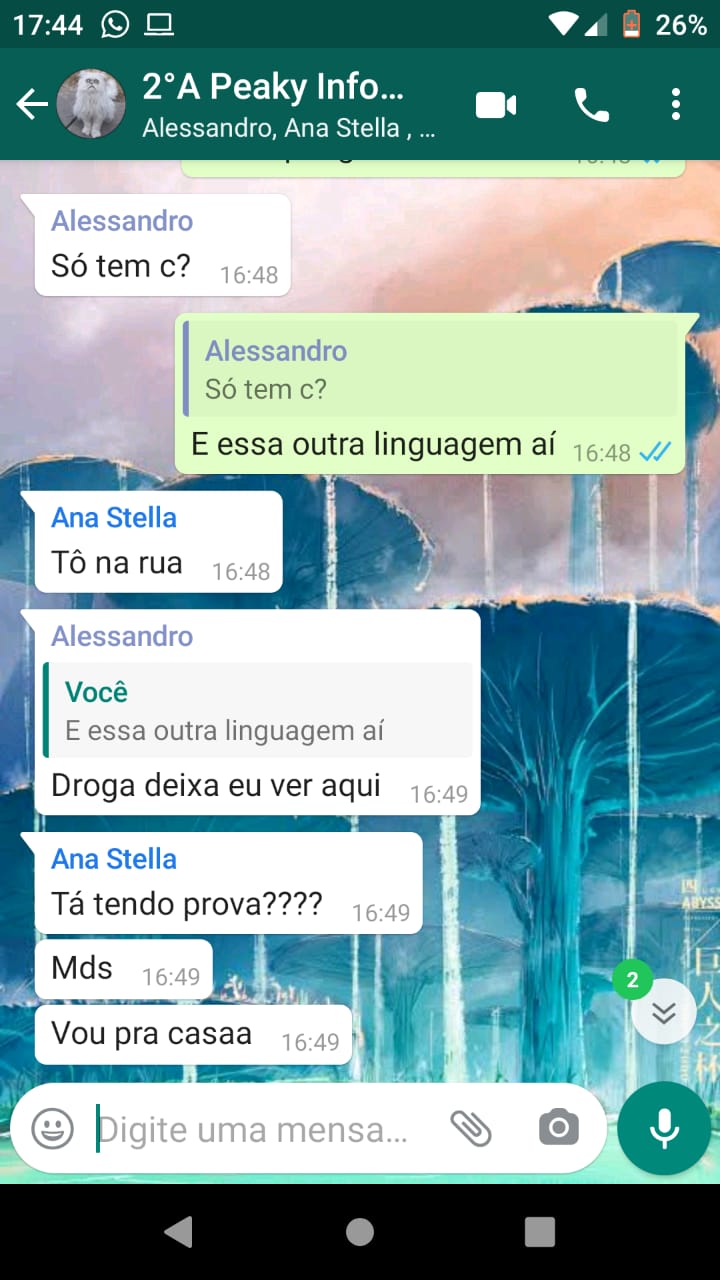 17:44
26%
2°A Peaky Info...
Alessandro, Ana Stella , ...
Alessandro
Só tem c?
16:48
Alessandro
Só tem c?
E essa outra linguagem aí
16:48
Ana Stella
Tô na rua
16:48
Alessandro
Você
E essa outra linguagem aí
Droga deixa eu ver aqui
16:49
Ana Stella
Tá tendo prova????
16:49
Mds
16:49
2
Vou pra casaa
16:49
Digite uma mensa...